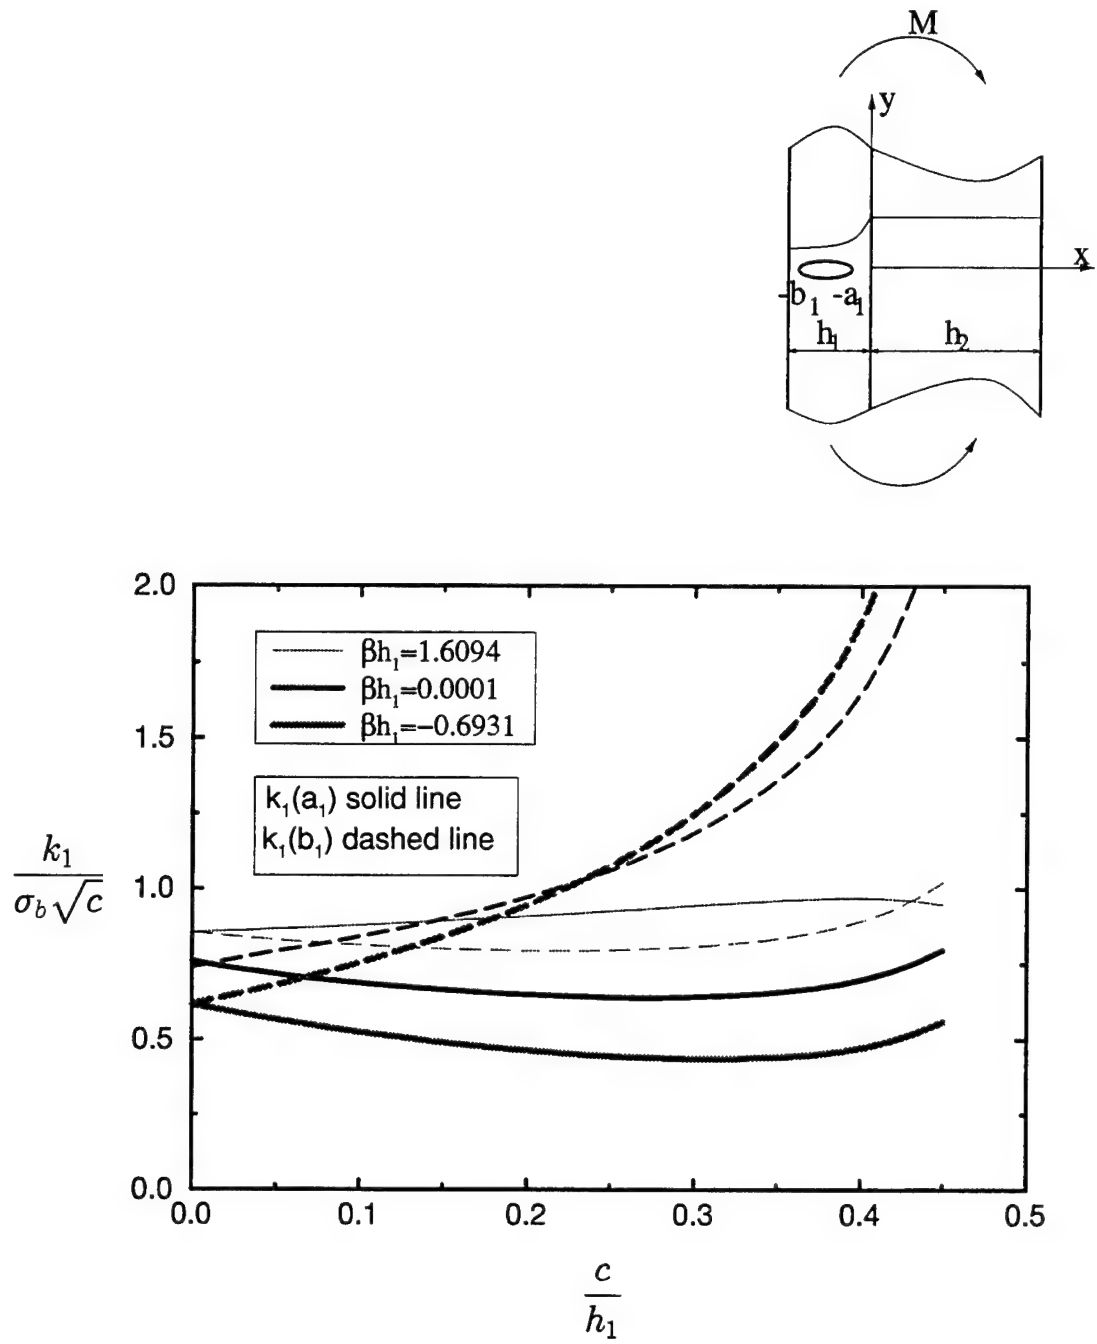 M
y
x
-b₁ -a₁
h₁ h₂
2.0
βh₁=1.6094
βh₁=0.0001
βh₁=-0.6931
1.5
k₁(a₁) solid line
k₁(b₁) dashed line
k₁
σ_b√c
1.0
0.5
0.0
0.0 0.1 0.2 0.3 0.4 0.5
c
h₁